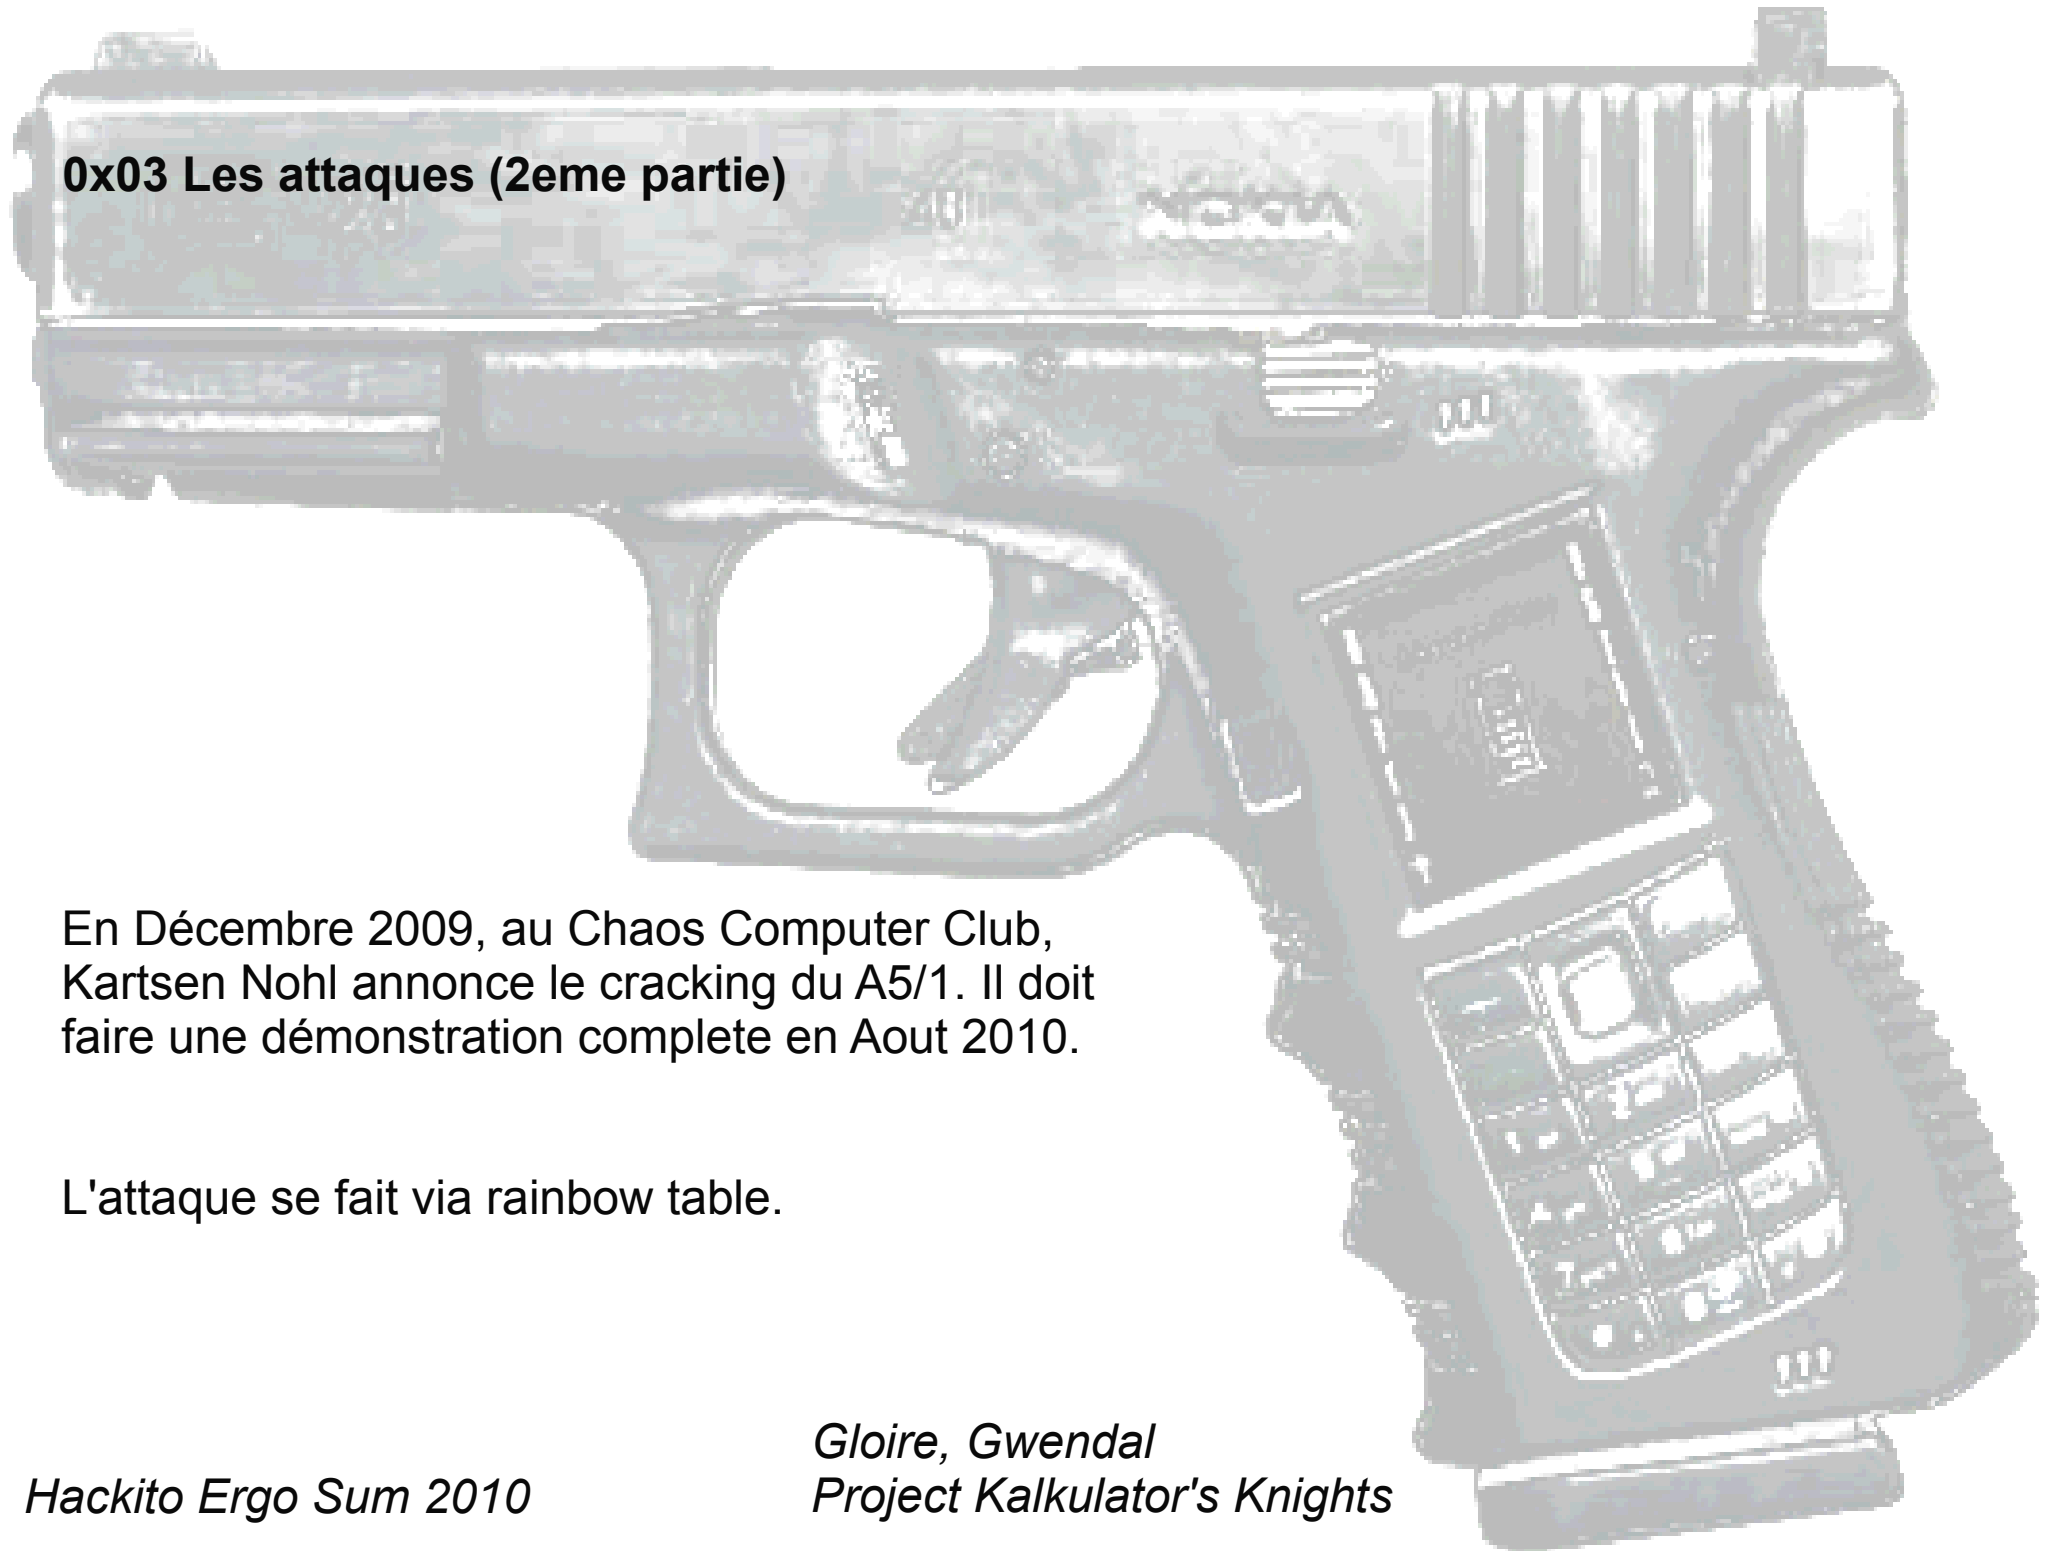 0x03 Les attaques (2eme partie)
NOKIA
En Décembre 2009, au Chaos Computer Club,
Kartsen Nohl annonce le cracking du A5/1. Il doit
faire une démonstration complete en Aout 2010.
L'attaque se fait via rainbow table.
Gloire, Gwendal
Hackito Ergo Sum 2010
Project Kalkulator's Knights